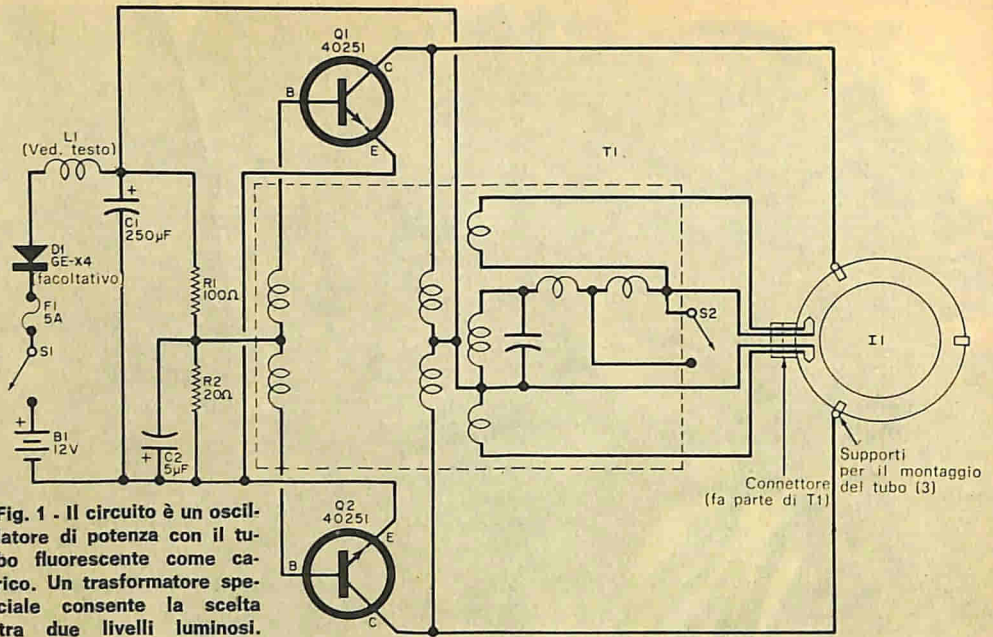 Q1
40251
C
B
E
L1
(Ved. testo)
T1
+
C1
250µF
D1
GE-X4
(facoltativo)
R1
100Ω
F1
5A
S2
I1
S1
R2
20Ω
+
B1
12V
+
C2
5µF
Supporti
per il montaggio
del tubo (3)
Connettore
(fa parte di T1)
Q2
40251
E
B
C
Fig. 1 - Il circuito è un oscil-
latore di potenza con il tu-
bo fluorescente come ca-
rico. Un trasformatore spe-
ciale consente la scelta
tra due livelli luminosi.